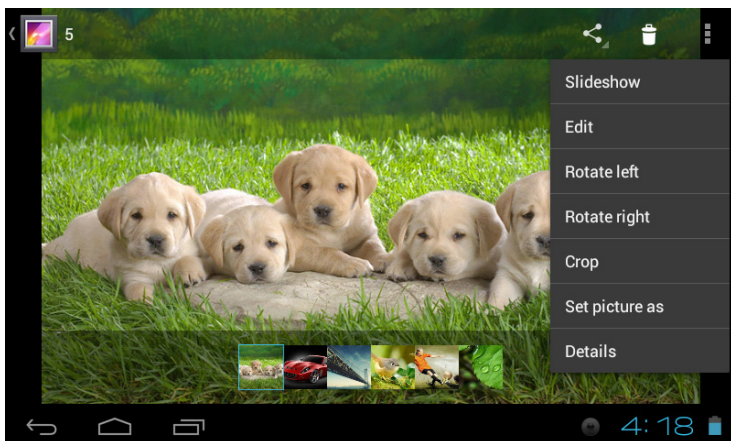 5
Slideshow
Edit
Rotate left
Rotate right
Crop
Set picture as
Details
4:18